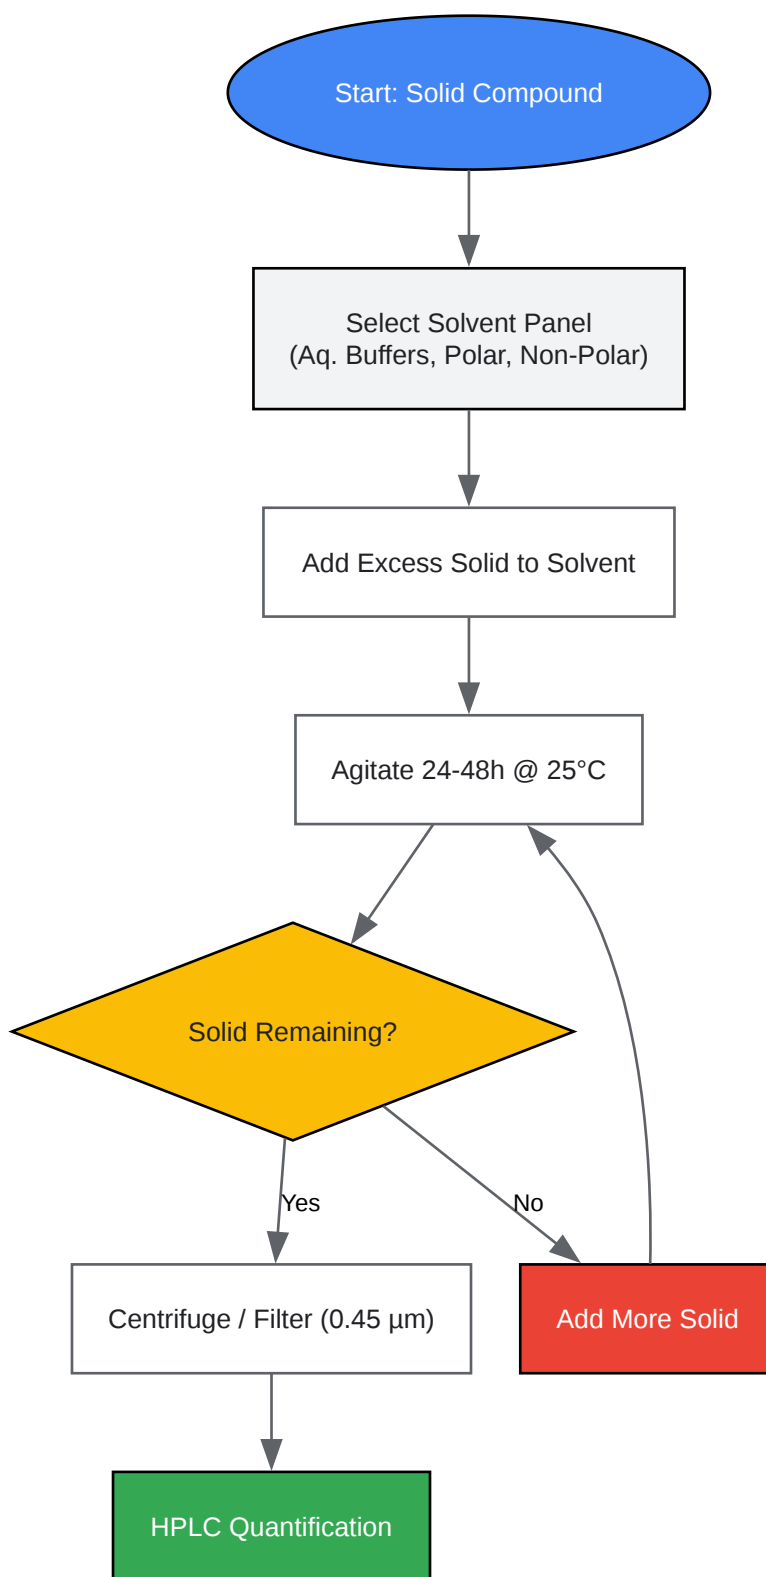 Start: Solid Compound
Select Solvent Panel
(Aq. Buffers, Polar, Non-Polar)
Add Excess Solid to Solvent
Agitate 24-48h @ 25°C
Solid Remaining?
Yes
No
Centrifuge / Filter (0.45 µm)
Add More Solid
HPLC Quantification